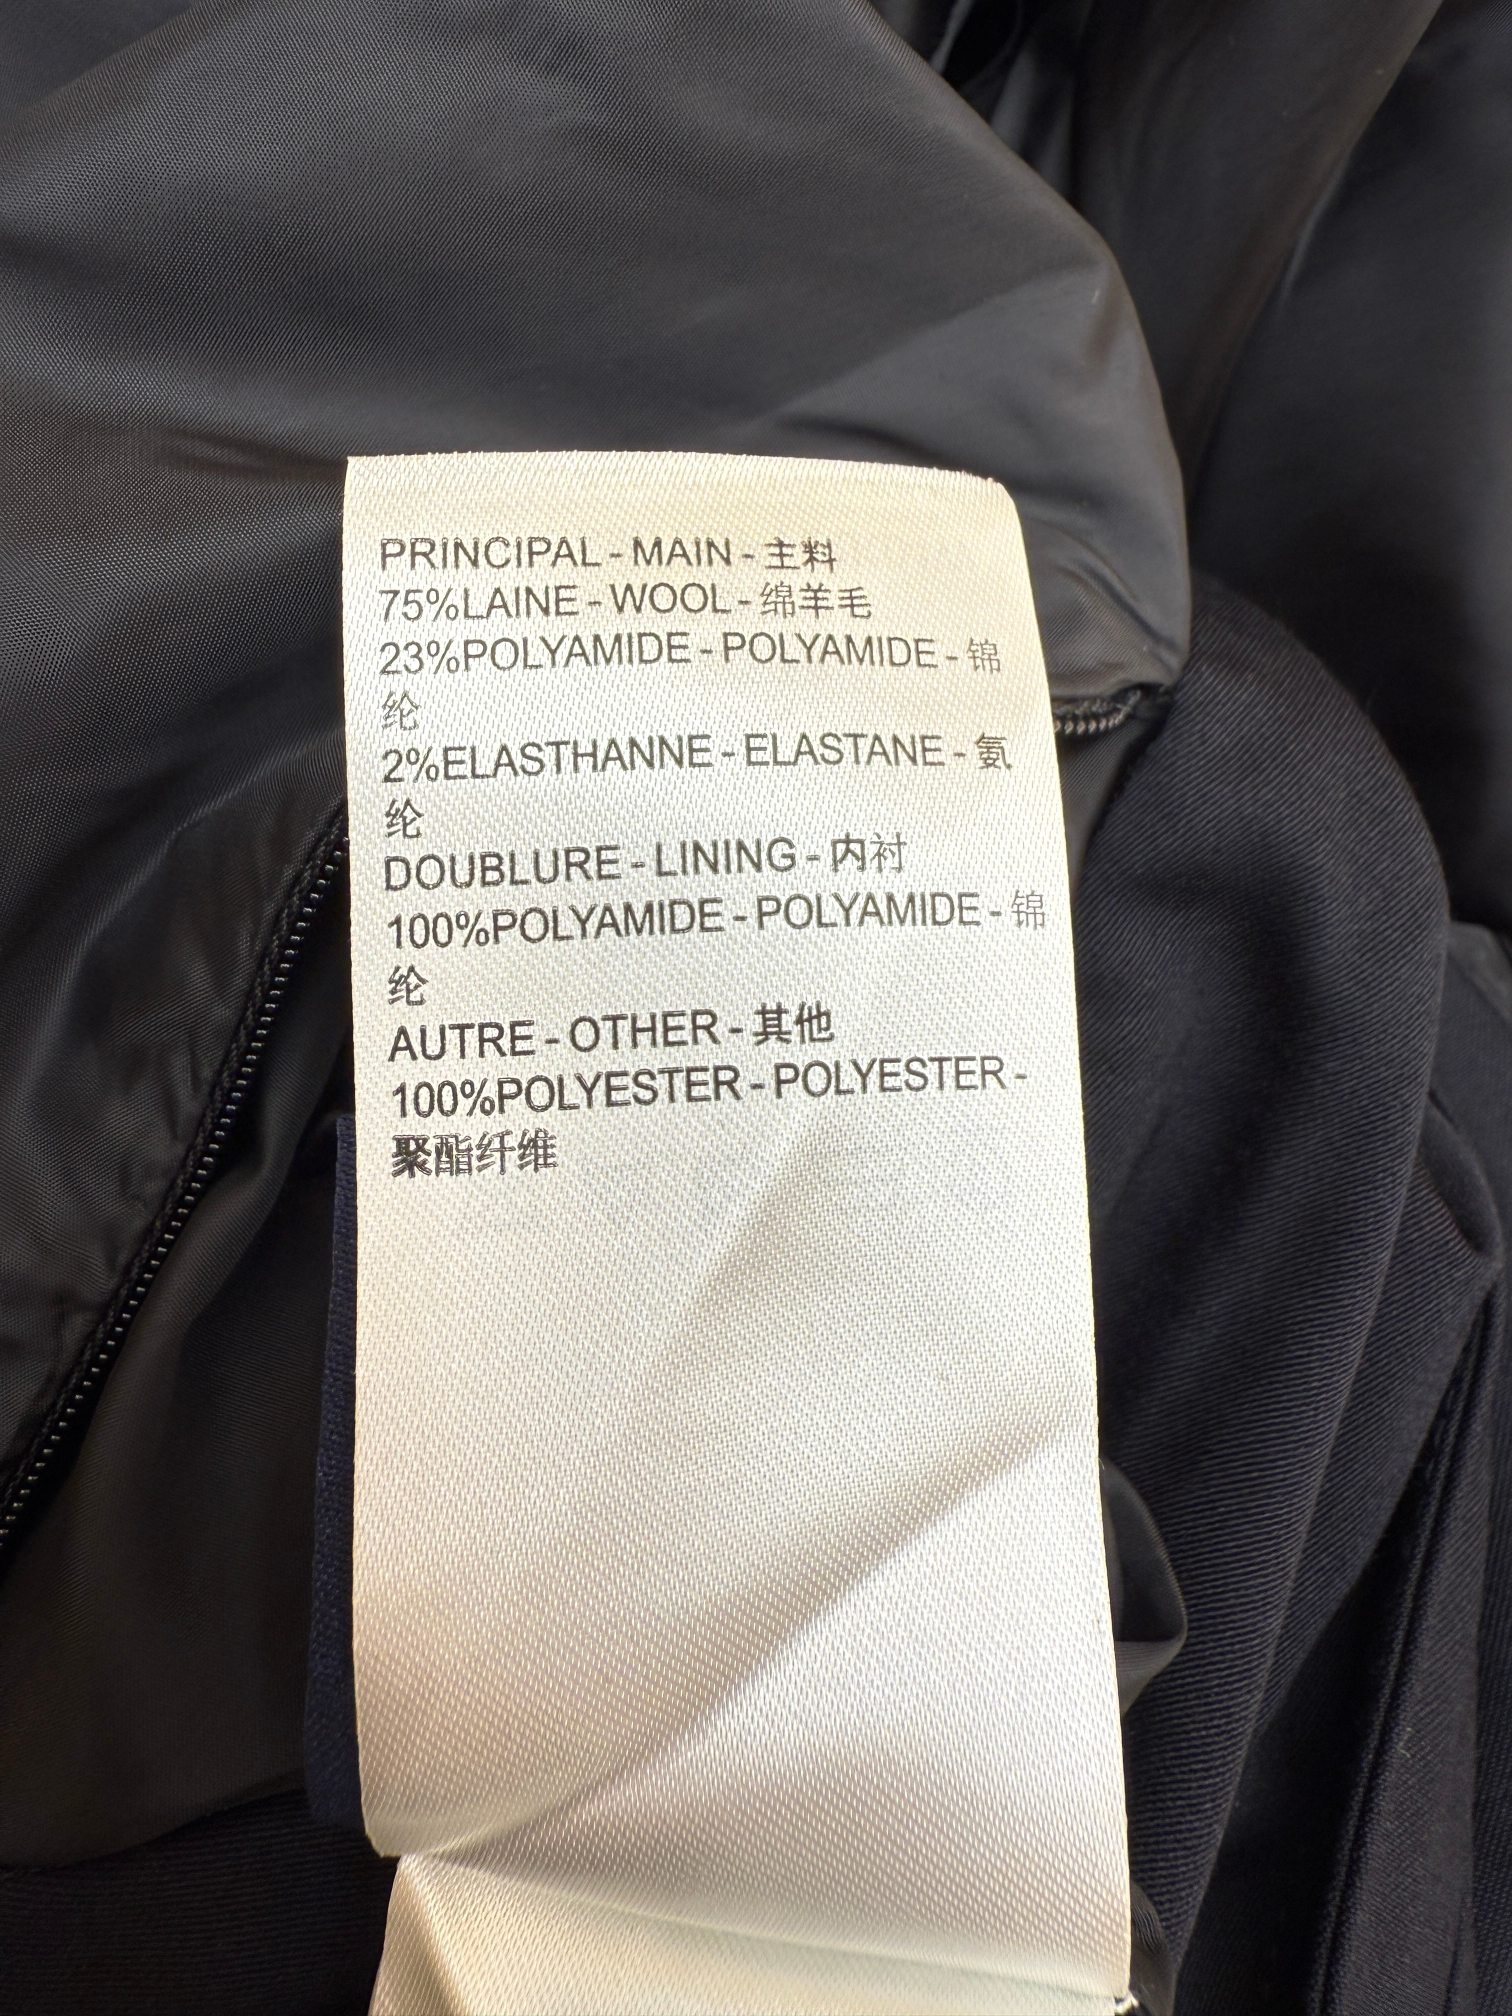 PRINCIPAL - MAIN - 主料
75%LAINE - WOOL - 绵羊毛
23%POLYAMIDE - POLYAMIDE - 锦
纶
2%ELASTHANNE - ELASTANE - 氨
纶
DOUBLURE - LINING - 内衬
100%POLYAMIDE - POLYAMIDE - 锦
纶
AUTRE - OTHER - 其他
100%POLYESTER - POLYESTER -
聚酯纤维